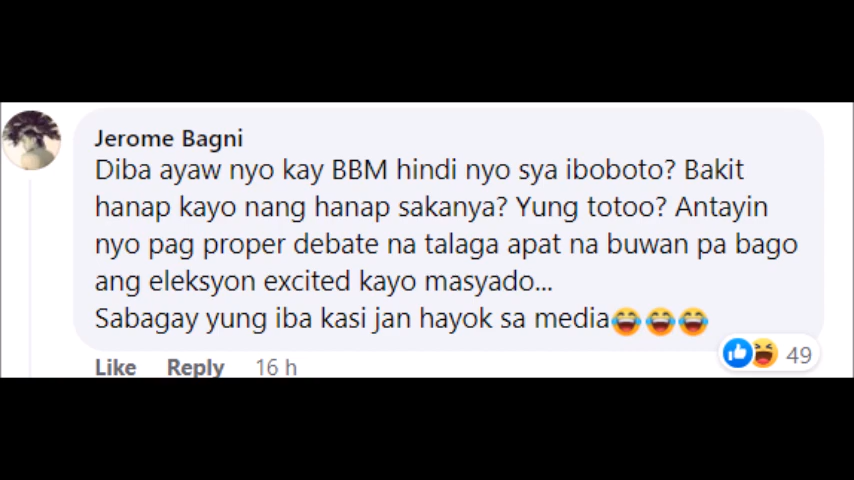 Jerome Bagni
Diba ayaw nyo kay BBM hindi nyo sya iboboto? Bakit
hanap kayo nang hanap sakanya? Yung totoo? Antayin
nyo pag proper debate na talaga apat na buwan pa bago
ang eleksyon excited kayo masyado...
Sabagay yung iba kasi jan hayok sa media😂😂😂
Like Reply 16 h 49